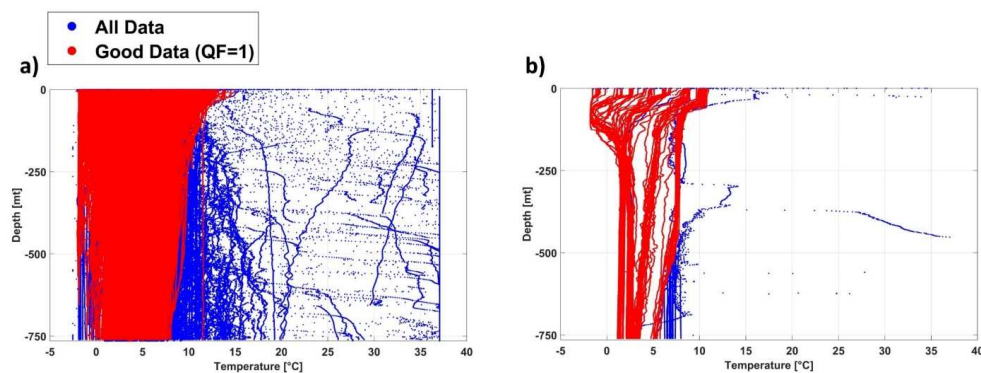 All Data
Good Data (QF=1)
a)
b)
0
-250
-500
-750
Depth [mt]
-5 0 5 10 15 20 25 30 35 40
Temperature [°C]
0
-250
-500
-750
Depth [mt]
-5 0 5 10 15 20 25 30 35 40
Temperature [°C]